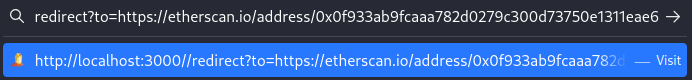 redirect?to=https://etherscan.io/address/0x0f933ab9fcaaa782d0279c300d73750e1311eae6
http://localhost:3000//redirect?to=https://etherscan.io/address/0x0f933ab9fcaaa782d — Visit